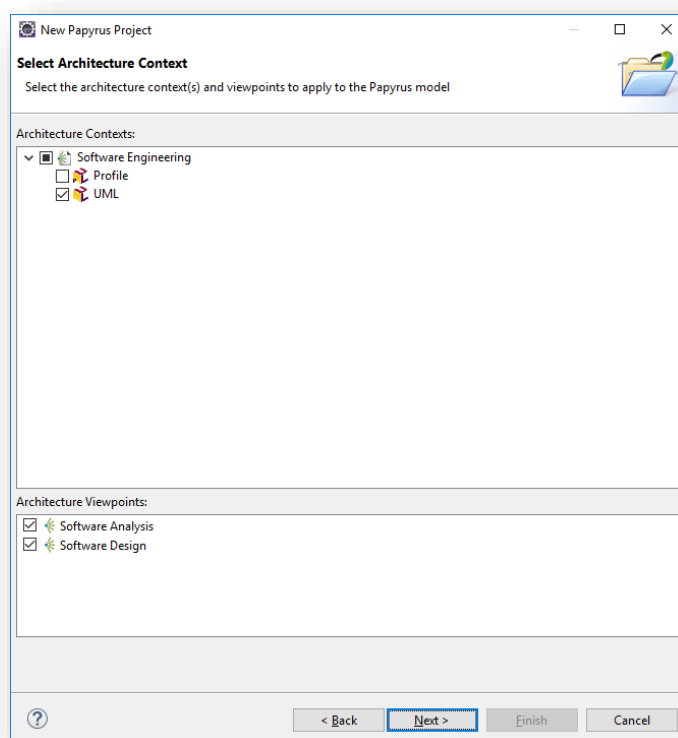 New Papyrus Project
Select Architecture Context
Select the architecture context(s) and viewpoints to apply to the Papyrus model
Architecture Contexts:
Software Engineering
Profile
UML
Architecture Viewpoints:
Software Analysis
Software Design
? < Back Next > Finish Cancel